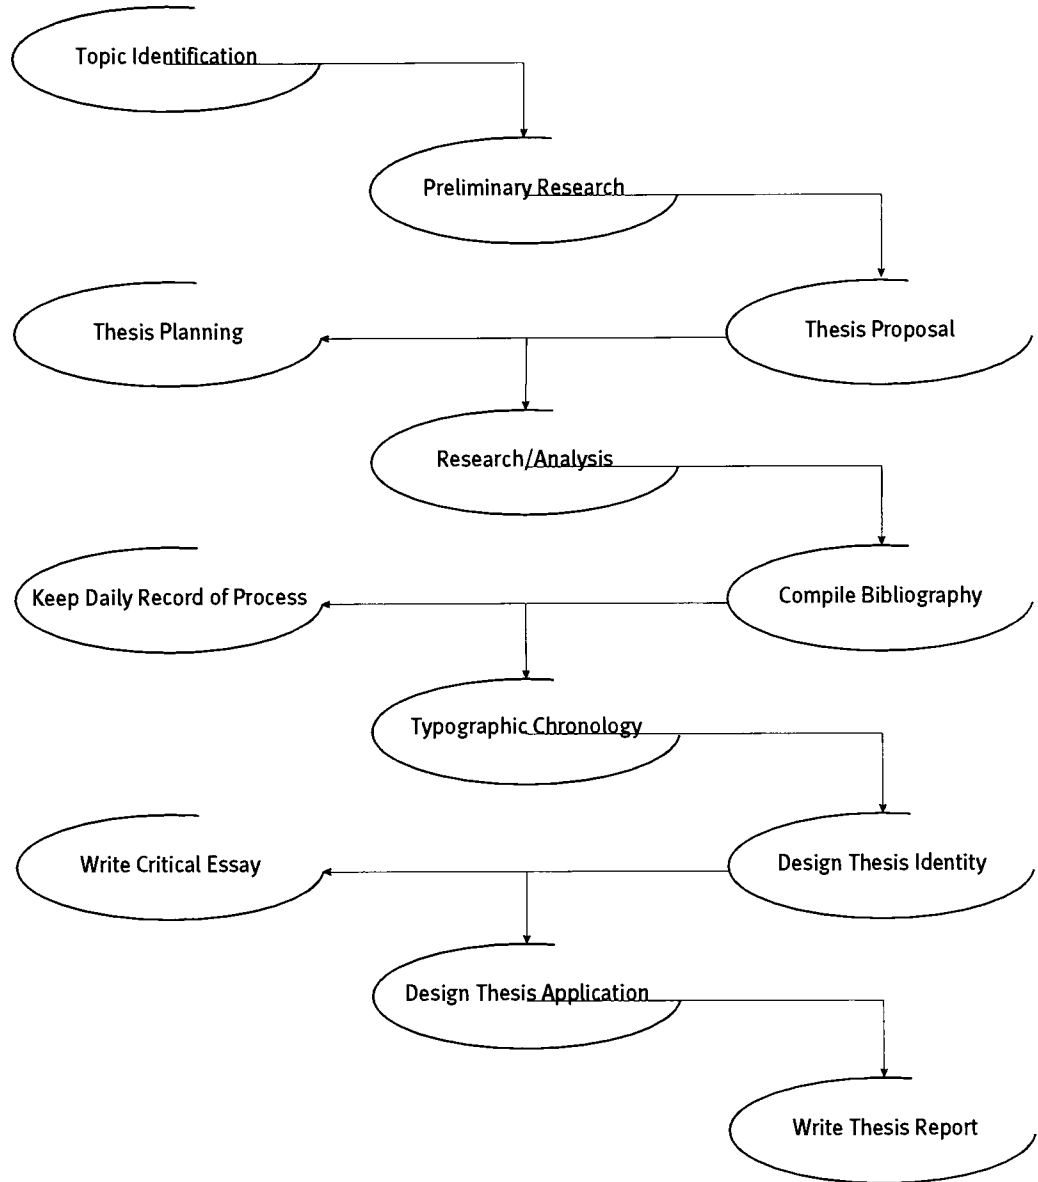 Topic Identification
Preliminary Research
Thesis Planning
Thesis Proposal
Research/Analysis
Keep Daily Record of Process
Compile Bibliography
Typographic Chronology
Write Critical Essay
Design Thesis Identity
Design Thesis Application
Write Thesis Report